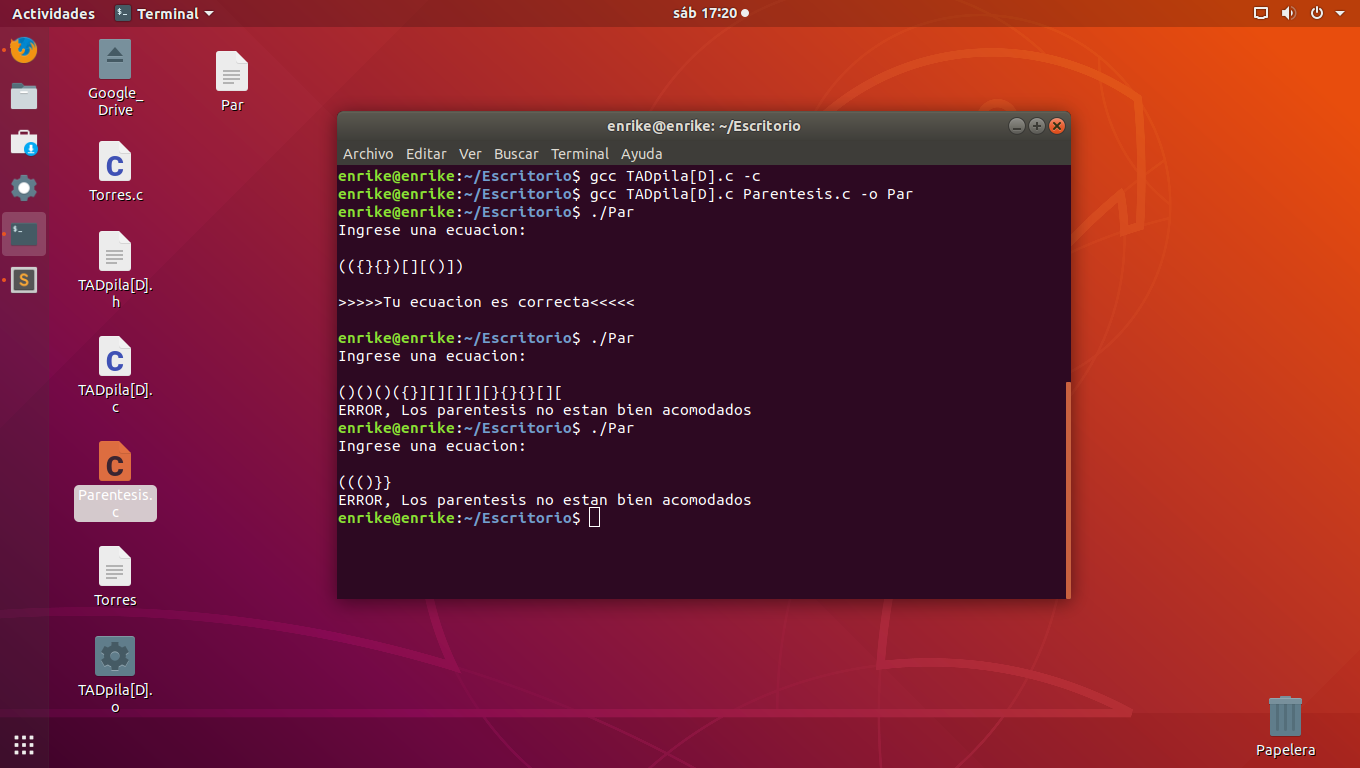 Actividades
Terminal
sáb 17:20
Google_
Drive
Par
Torres.c
TADpila[D].
h
TADpila[D].
c
Parentesis.
c
Torres
TADpila[D].
o
Papelera
enrike@enrike: ~/Escritorio
Archivo Editar Ver Buscar Terminal Ayuda
enrike@enrike:~/Escritorio$ gcc TADpila[D].c -c
enrike@enrike:~/Escritorio$ gcc TADpila[D].c Parentesis.c -o Par
enrike@enrike:~/Escritorio$ ./Par
Ingrese una ecuacion:
(({}{})[][()])
>>>>>Tu ecuacion es correcta<<<<<
enrike@enrike:~/Escritorio$ ./Par
Ingrese una ecuacion:
()()()({}][][][][}{}{}[][
ERROR, Los parentesis no estan bien acomodados
enrike@enrike:~/Escritorio$ ./Par
Ingrese una ecuacion:
((()}}
ERROR, Los parentesis no estan bien acomodados
enrike@enrike:~/Escritorio$